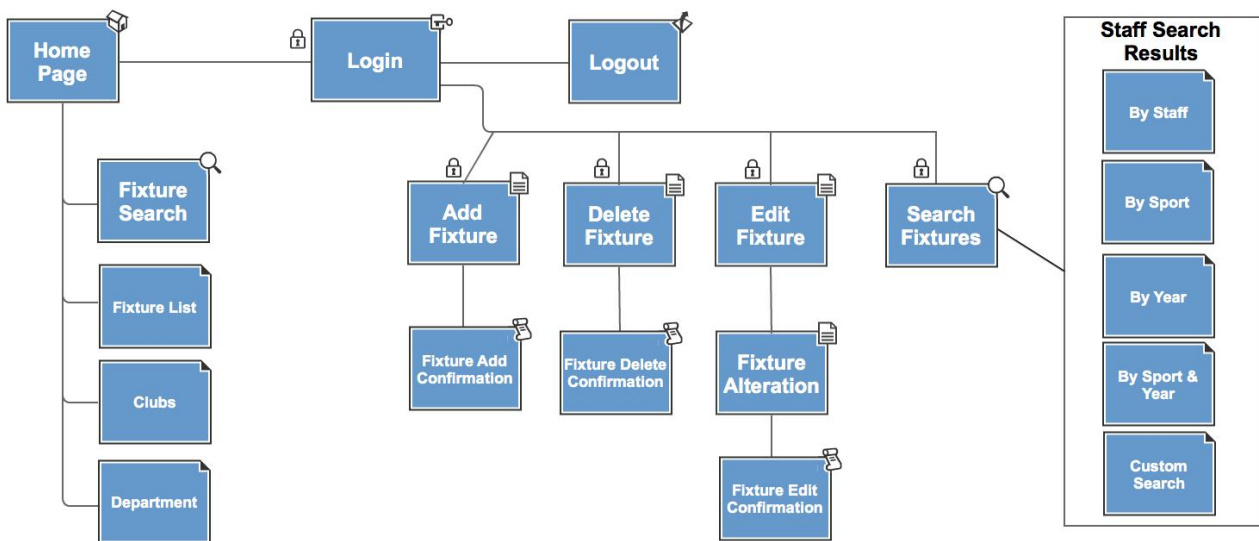 Home
Page
Login
Logout
Staff Search
Results
By Staff
By Sport
By Year
By Sport &
Year
Custom
Search
Fixture
Search
Fixture List
Clubs
Department
Add
Fixture
Delete
Fixture
Edit
Fixture
Search
Fixtures
Fixture Add
Confirmation
Fixture Delete
Confirmation
Fixture
Alteration
Fixture Edit
Confirmation